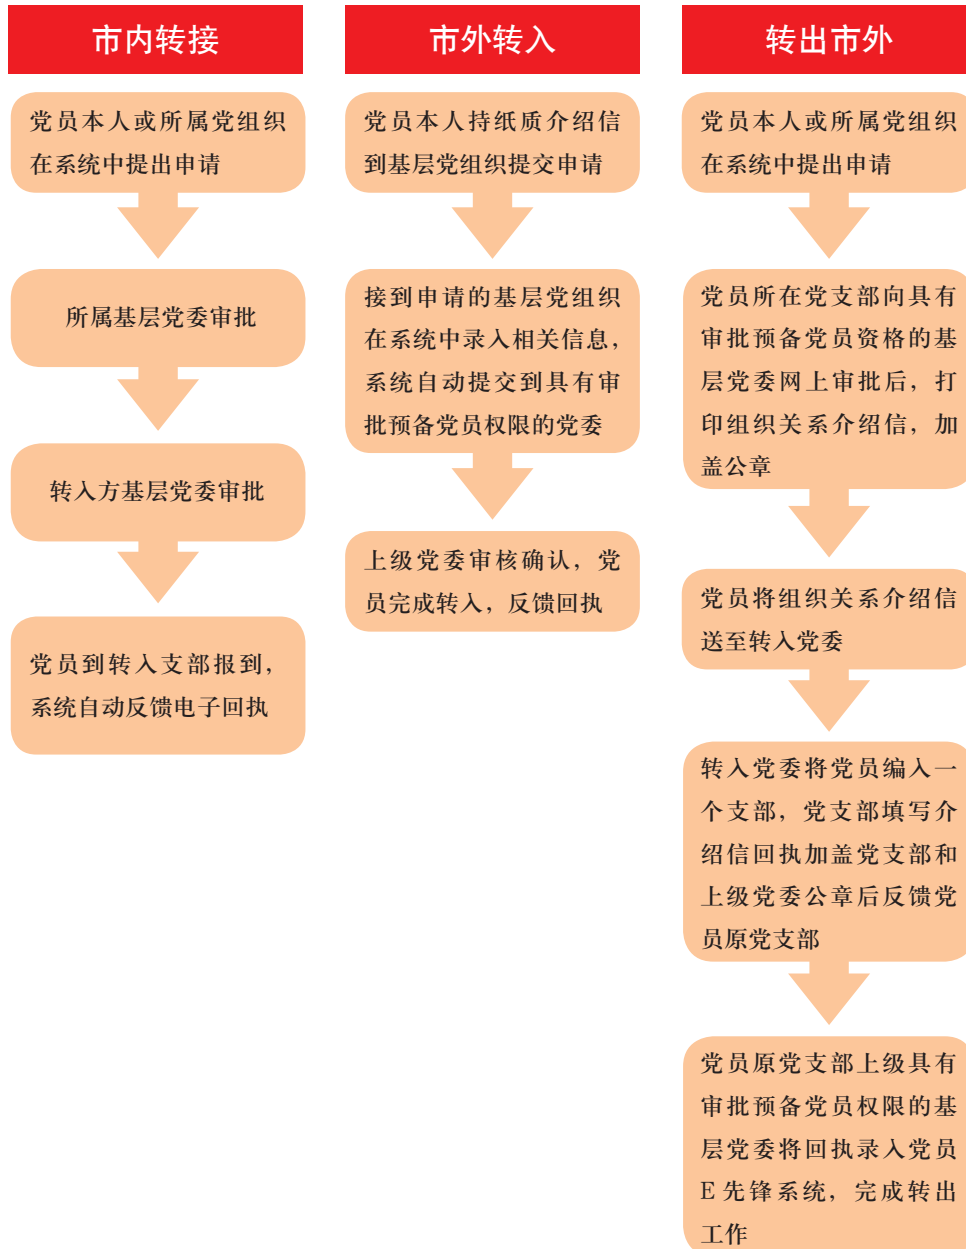 市内转接
党员本人或所属党组织
在系统中提出申请
所属基层党委审批
转入方基层党委审批
党员到转入支部报到，
系统自动反馈电子回执
市外转入
党员本人持纸质介绍信
到基层党组织提交申请
接到申请的基层党组织
在系统中录入相关信息，
系统自动提交到具有审
批预备党员权限的党委
上级党委审核确认，党
员完成转入，反馈回执
转出市外
党员本人或所属党组织
在系统中提出申请
党员所在党支部向具有
审批预备党员资格的基
层党委网上审批后，打
印组织关系介绍信，加
盖公章
党员将组织关系介绍信
送至转入党委
转入党委将党员编入一
个支部，党支部填写介
绍信回执加盖党支部和
上级党委公章后反馈党
员原党支部
党员原党支部上级具有
审批预备党员权限的基
层党委将回执录入党员
E 先锋系统，完成转出
工作